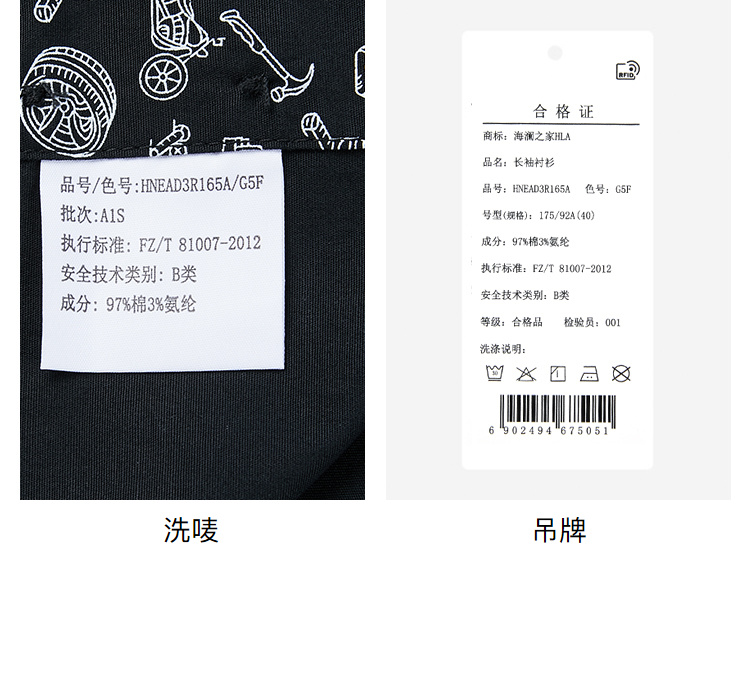 品号/色号:HNEAD3R165A/G5F
批次:A1S
执行标准: FZ/T 81007-2012
安全技术类别: B类
成分: 97%棉3%氨纶
洗唛
RFID
合格证
商标: 海澜之家HLA
品名: 长袖衬衫
品号: HNEAD3R165A 色号: G5F
号型(规格): 175/92A(40)
成分: 97%棉3%氨纶
执行标准: FZ/T 81007-2012
安全技术类别: B类
等级: 合格品 检验员: 001
洗涤说明:
30
6 902494 675051
吊牌